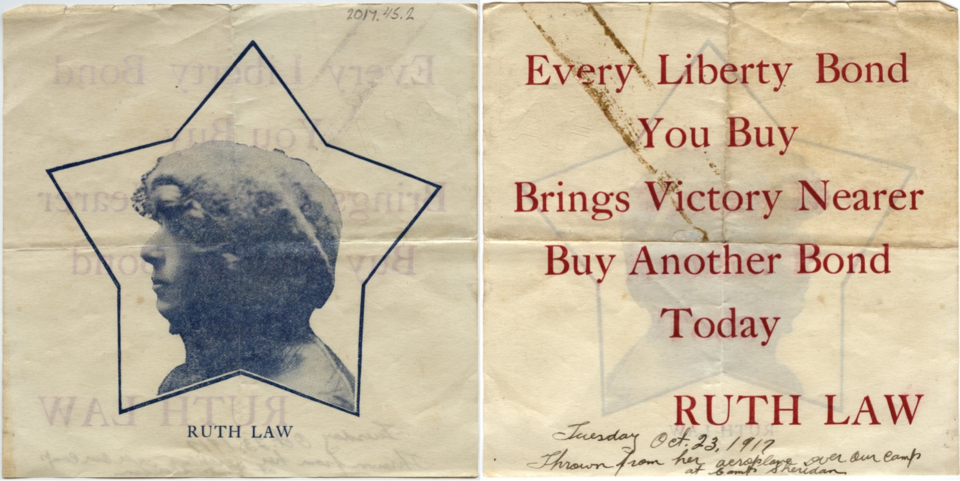 2017.45.2
RUTH LAW
Every Liberty Bond
You Buy
Brings Victory Nearer
Buy Another Bond
Today
RUTH LAW
Tuesday Oct. 23, 1917
Thrown from her aeroplane over our camp
at Camp Sheridan